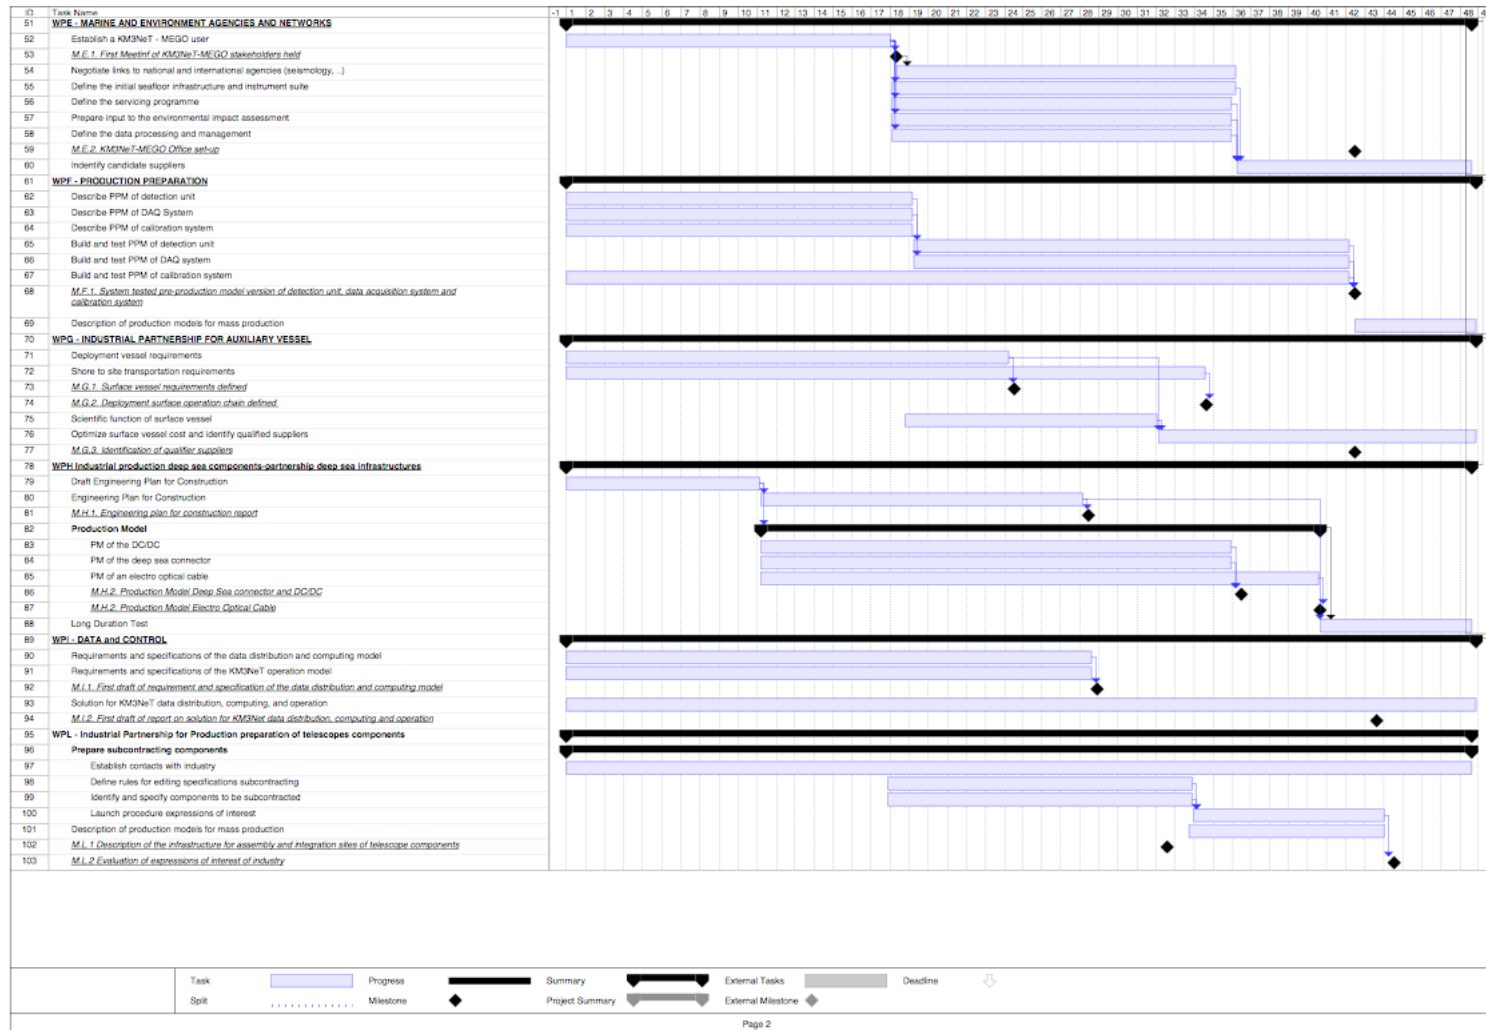 ID Task Name -1 1 2 3 4 5 6 7 8 9 10 11 12 13 14 15 16 17 18 19 20 21 22 23 24 25 26 27 28 29 30 31 32 33 34 35 36 37 38 39 40 41 42 43 44 45 46 47 48 4
51 WPE - MARINE AND ENVIRONMENT AGENCIES AND NETWORKS
52 Establish a KM3NeT - MEGO user
53 M.E.1. First Meetinf of KM3NeT-MEGO stakeholders held
54 Negotiate links to national and international agencies (seismology, ..)
55 Define the initial seafloor infrastructure and instrument suite
56 Define the servicing programme
57 Prepare input to the environmental impact assessment
58 Define the data processing and management
59 M.E.2. KM3NeT-MEGO Office set-up
60 Indentify candidate suppliers
61 WPF - PRODUCTION PREPARATION
62 Describe PPM of detection unit
63 Describe PPM of DAQ System
64 Describe PPM of calibration system
65 Build and test PPM of detection unit
66 Build and test PPM of DAQ system
67 Build and test PPM of calibration system
68 M.F.1. System tested pre-production model version of detection unit, data acquisition system and
calibration system
69 Description of production models for mass production
70 WPG - INDUSTRIAL PARTNERSHIP FOR AUXILIARY VESSEL
71 Deployment vessel requirements
72 Shore to site transportation requirements
73 M.G.1. Surface vessel requirements defined
74 M.G.2. Deployment surface operation chain defined
75 Scientific function of surface vessel
76 Optimize surface vessel cost and identify qualified suppliers
77 M.G.3. Identification of qualifier suppliers
78 WPH Industrial production deep sea components-partnership deep sea infrastructures
79 Draft Engineering Plan for Construction
80 Engineering Plan for Construction
81 M.H.1. Engineering plan for construction report
82 Production Model
83 PM of the DC/DC
84 PM of the deep sea connector
85 PM of an electro optical cable
86 M.H.2. Production Model Deep Sea connector and DC/DC
87 M.H.2. Production Model Electro Optical Cable
88 Long Duration Test
89 WPI - DATA and CONTROL
90 Requirements and specifications of the data distribution and computing model
91 Requirements and specifications of the KM3NeT operation model
92 M.I.1. First draft of requirement and specification of the data distribution and computing model
93 Solution for KM3NeT data distribution, computing, and operation
94 M.I.2. First draft of report on solution for KM3Net data distribution, computing and operation
95 WPL - Industrial Partnership for Production preparation of telescopes components
96 Prepare subcontracting components
97 Establish contacts with industry
98 Define rules for editing specifications subcontracting
99 Identify and specify components to be subcontracted
100 Launch procedure expressions of interest
101 Description of production models for mass production
102 M.L.1 Description of the infrastructure for assembly and integration sites of telescope components
103 M.L.2 Evaluation of expressions of interest of industry
Task Progress Summary External Tasks Deadline
Split Milestone Project Summary External Milestone
Page 2